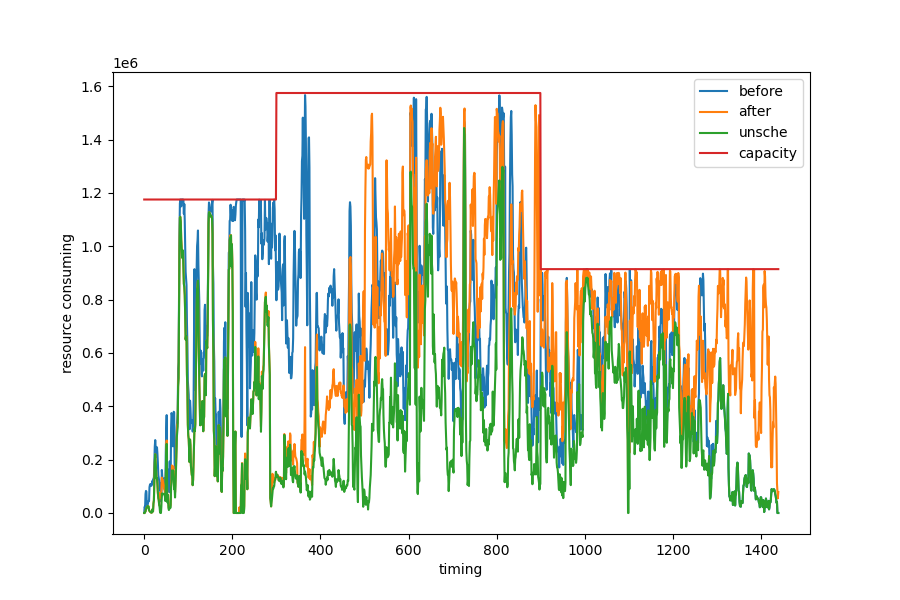 1e6
1.6
1.4
1.2
1.0
0.8
0.6
0.4
0.2
0.0
resource consuming
before
after
unsche
capacity
0 200 400 600 800 1000 1200 1400
timing